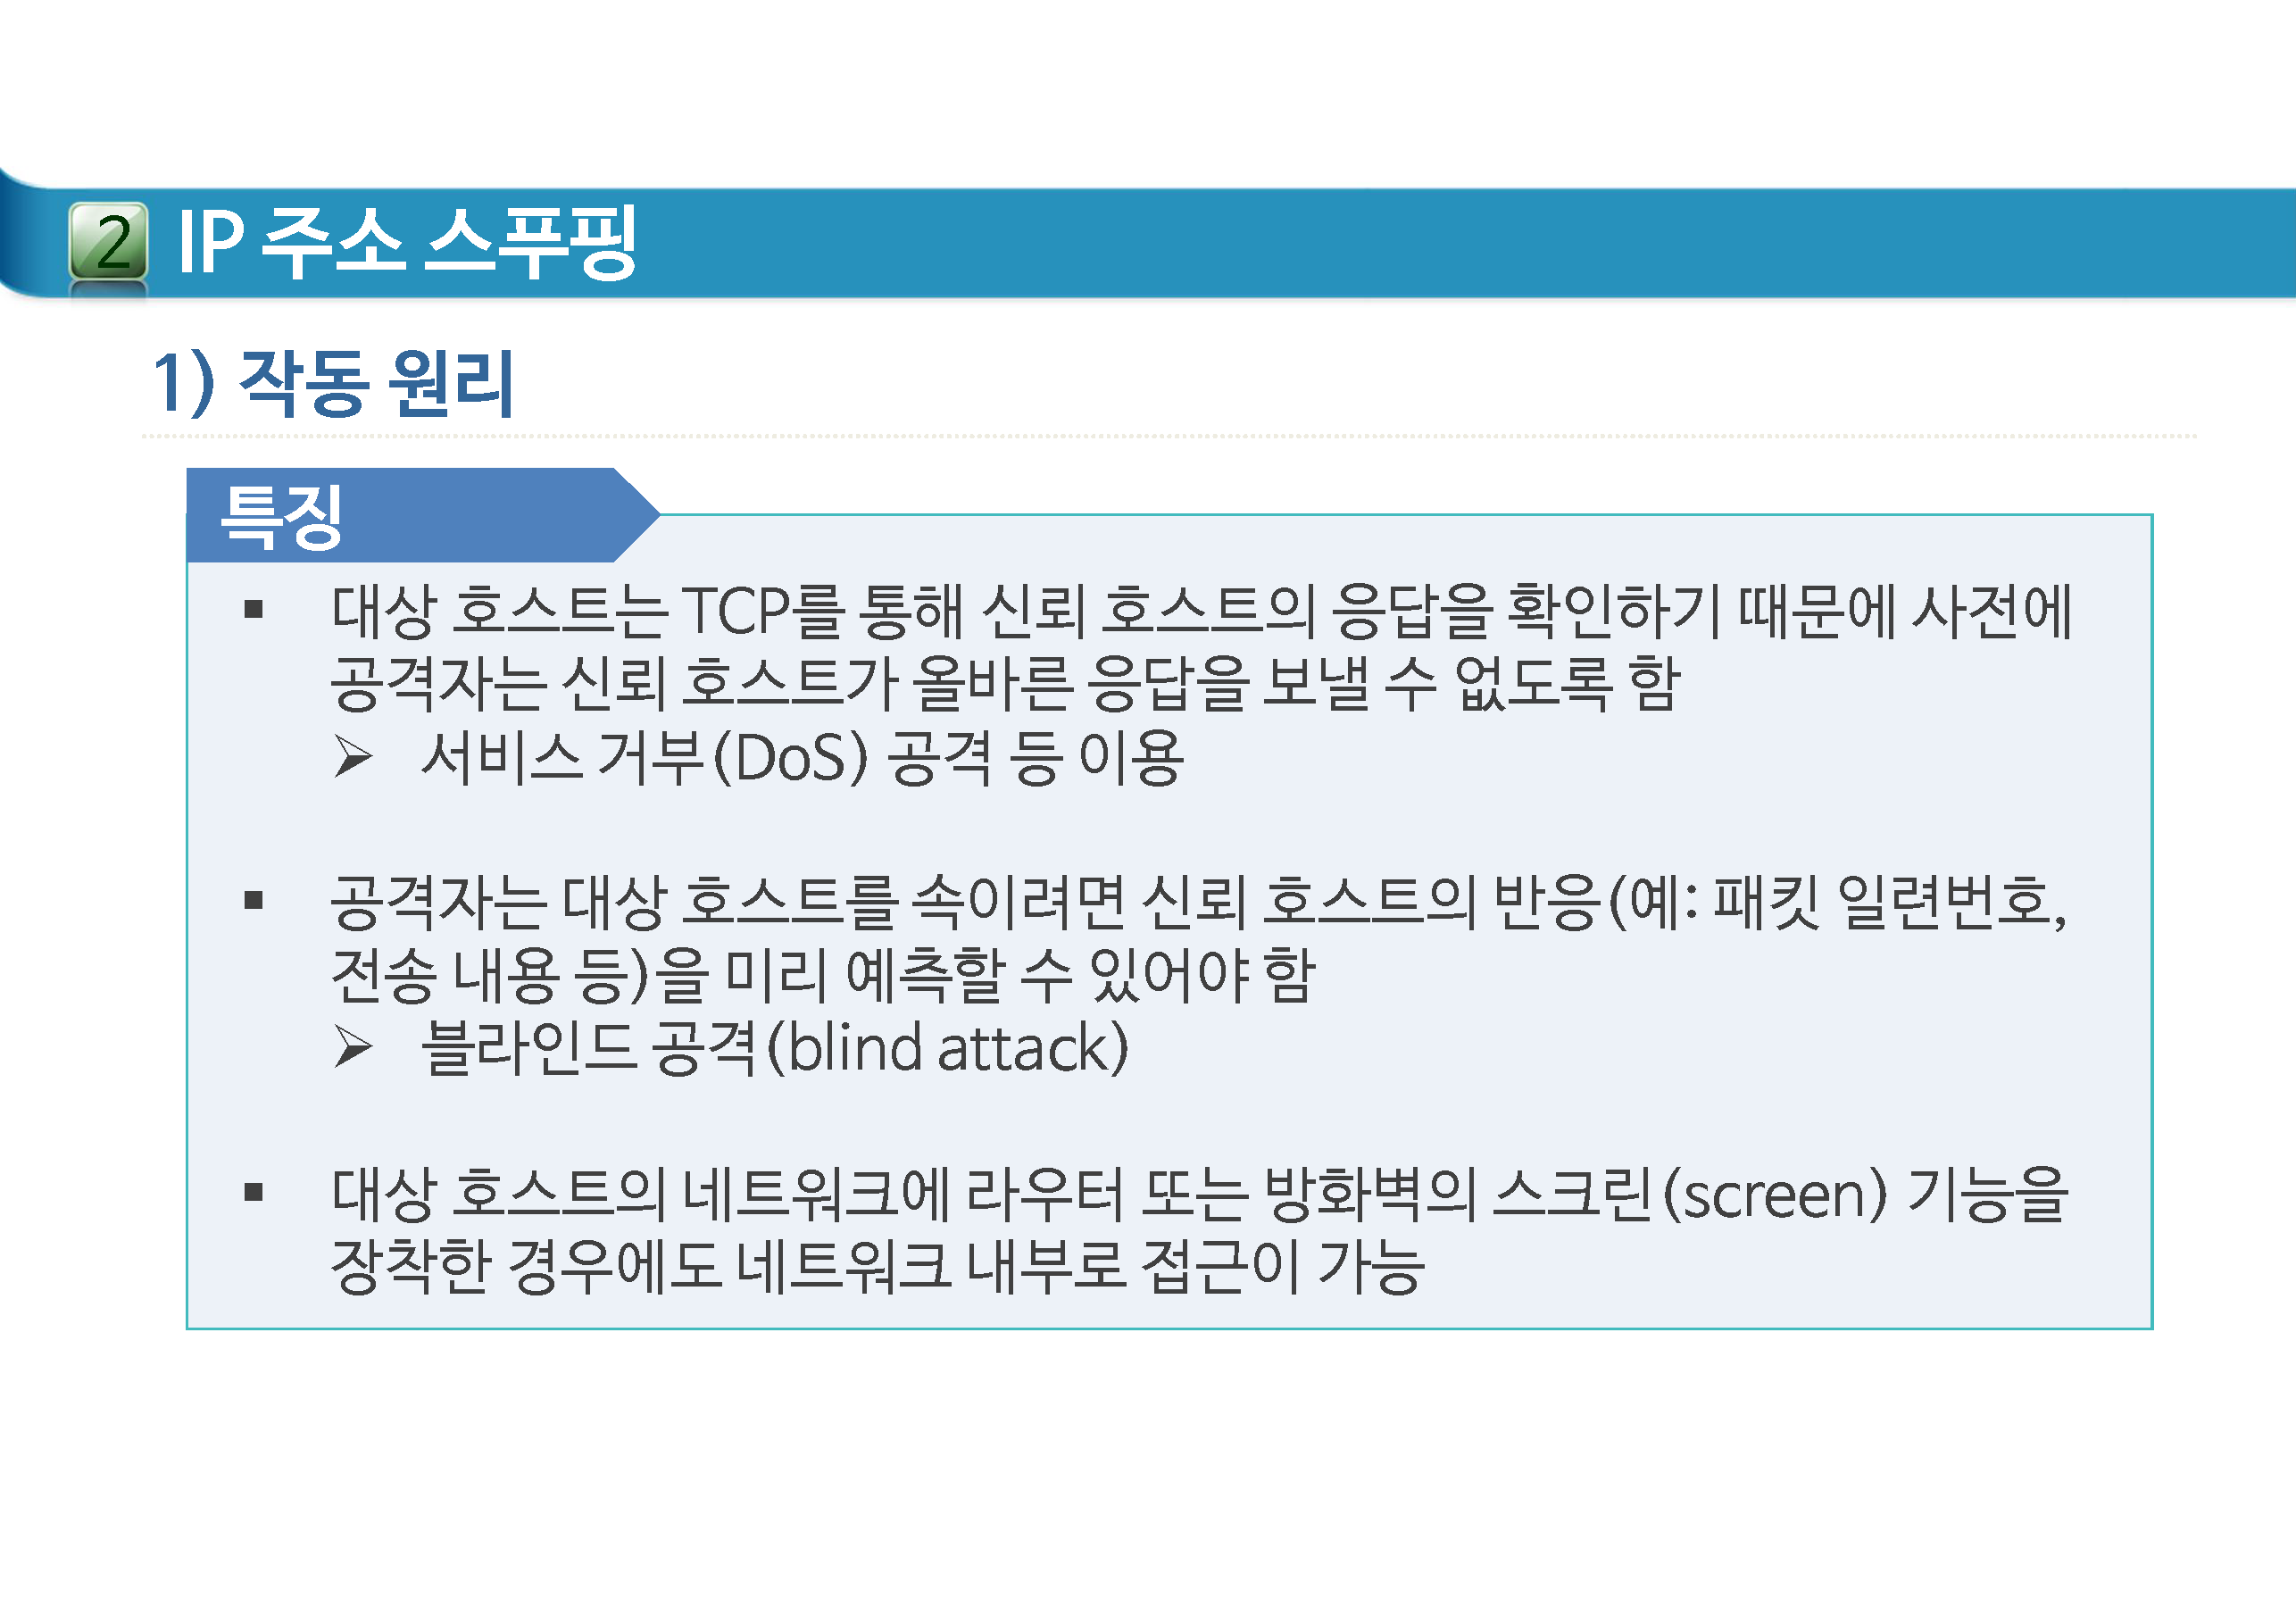 2 IP 주소 스푸핑
1) 작동 원리
특징
▪ 대상 호스트는 TCP를 통해 신뢰 호스트의 응답을 확인하기 때문에 사전에
공격자는 신뢰 호스트가 올바른 응답을 보낼 수 없도록 함
➢ 서비스 거부(DoS) 공격 등 이용
▪ 공격자는 대상 호스트를 속이려면 신뢰 호스트의 반응(예: 패킷 일련번호,
전송 내용 등)을 미리 예측할 수 있어야 함
➢ 블라인드 공격(blind attack)
▪ 대상 호스트의 네트워크에 라우터 또는 방화벽의 스크린(screen) 기능을
장착한 경우에도 네트워크 내부로 접근이 가능